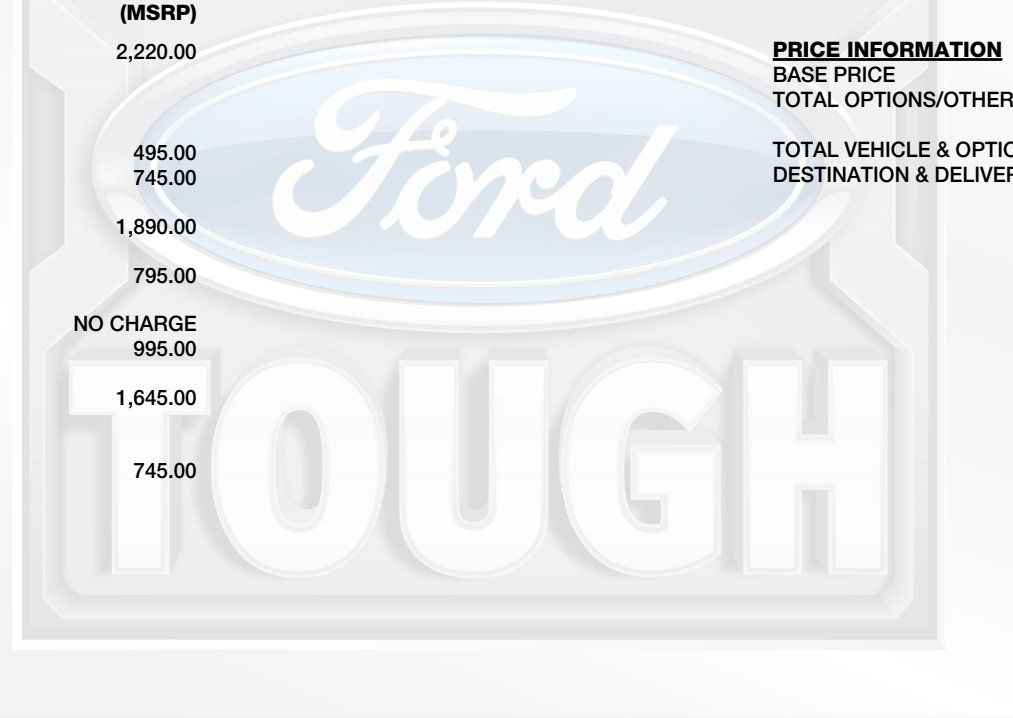 (MSRP)
2,220.00
495.00
745.00
1,890.00
795.00
NO CHARGE
995.00
1,645.00
745.00
PRICE INFORMATION
BASE PRICE
TOTAL OPTIONS/OTHER
TOTAL VEHICLE & OPTIO
DESTINATION & DELIVER
Ford
TOUGH